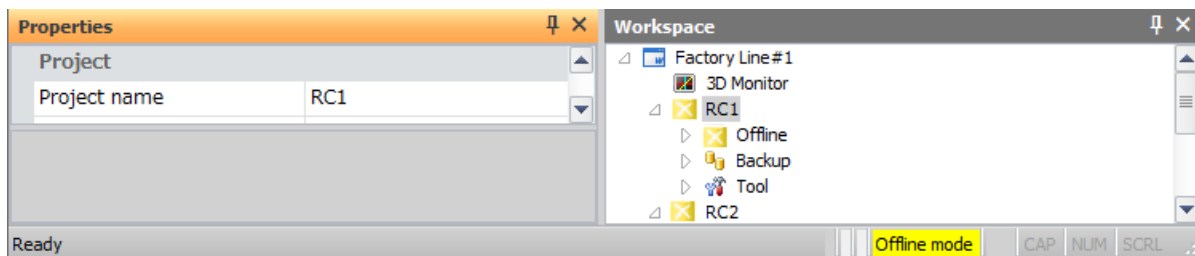 Properties
Project
Project name RC1
Workspace
Factory Line#1
3D Monitor
RC1
Offline
Backup
Tool
RC2
Ready Offline mode CAP NUM SCRL